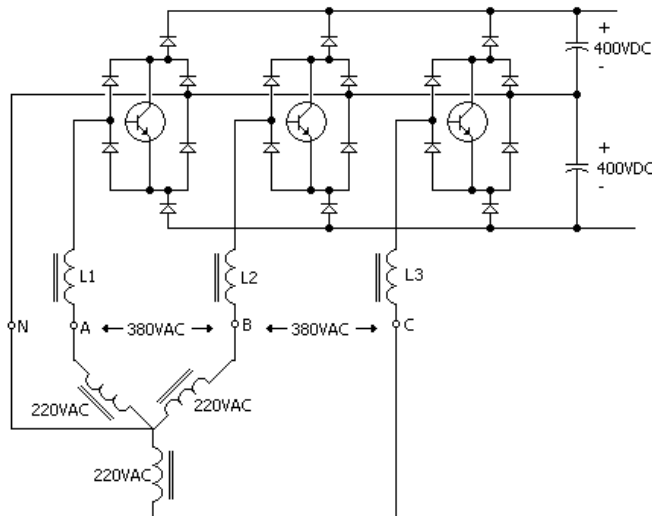 +
400VDC
-
+
400VDC
-
L1
L2
L3
N
A
380VAC
B
380VAC
C
220VAC
220VAC
220VAC